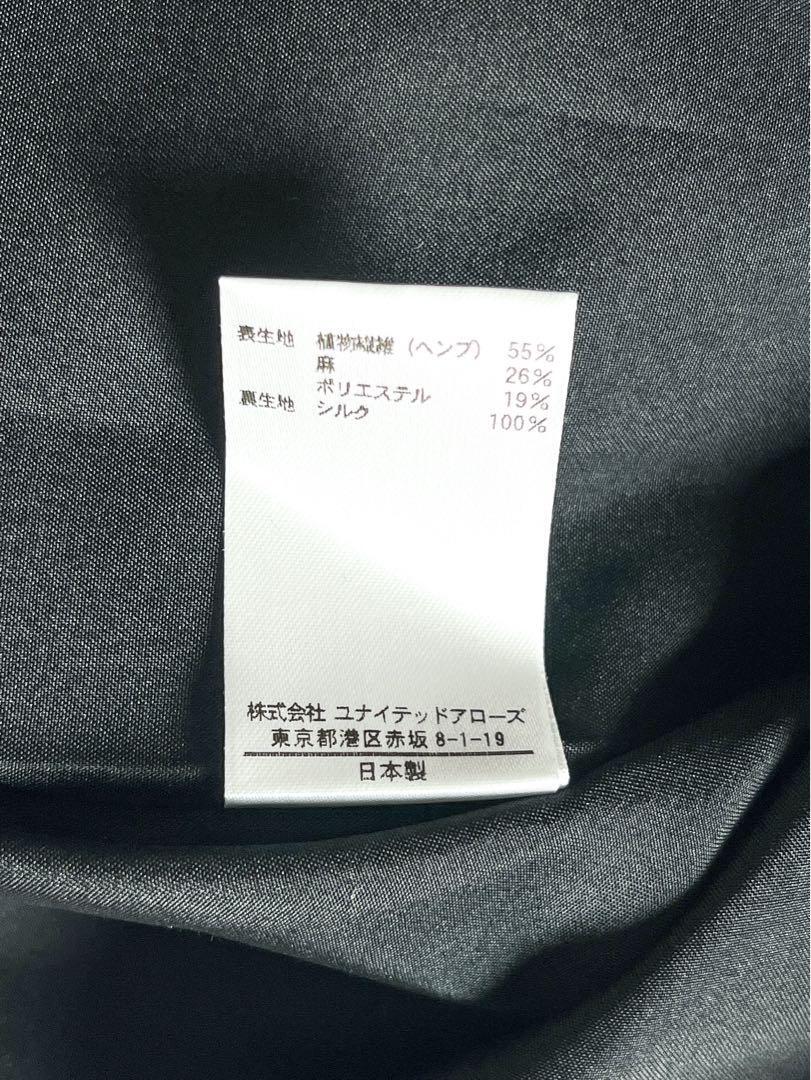 表生地 植物繊維 (ヘンプ) 55%
麻 26%
ポリエステル 19%
裏生地 シルク 100%
株式会社 ユナイテッドアローズ
東京都港区赤坂 8-1-19
日本製